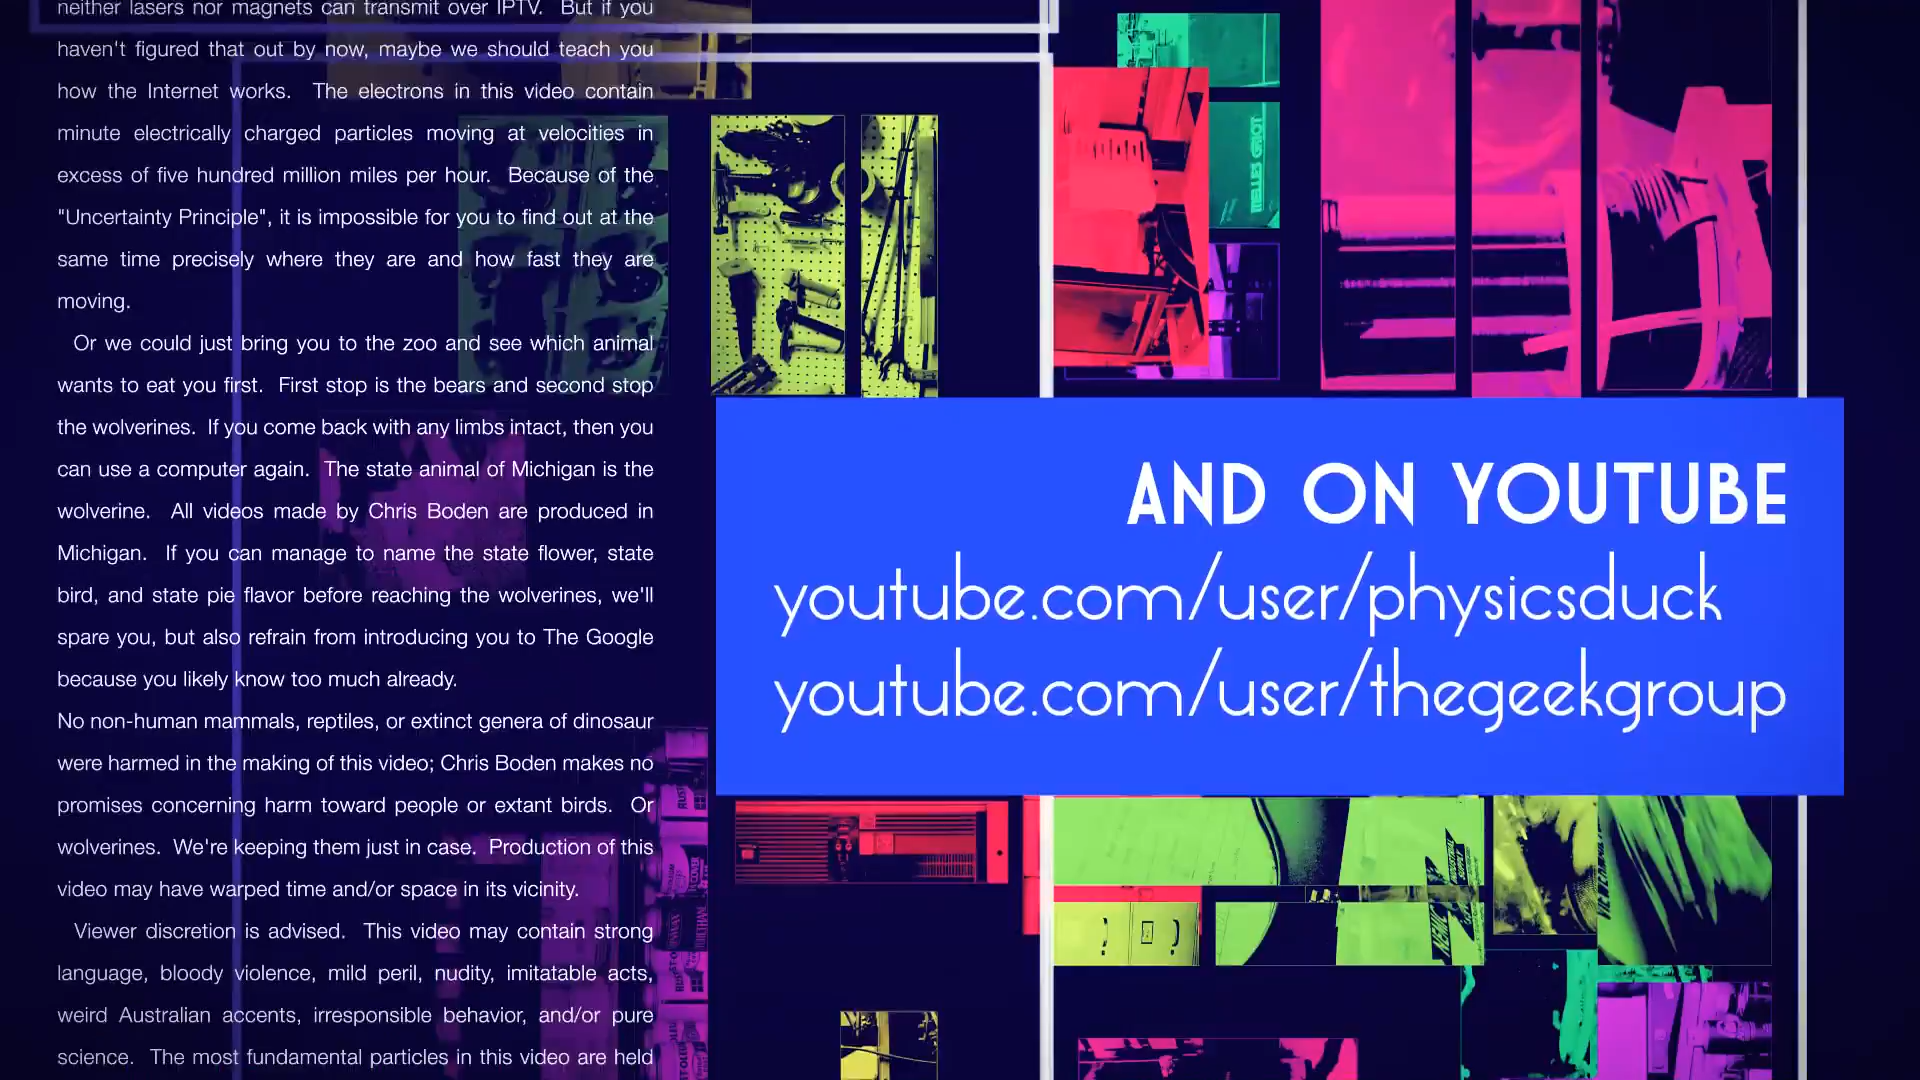 neither lasers nor magnets can transmit over IPTV. But if you
haven't figured that out by now, maybe we should teach you
how the Internet works. The electrons in this video contain
minute electrically charged particles moving at velocities in
excess of five hundred million miles per hour. Because of the
"Uncertainty Principle", it is impossible for you to find out at the
same time precisely where they are and how fast they are
moving.
Or we could just bring you to the zoo and see which animal
wants to eat you first. First stop is the bears and second stop
the wolverines. If you come back with any limbs intact, then you
can use a computer again. The state animal of Michigan is the
wolverine. All videos made by Chris Boden are produced in
Michigan. If you can manage to name the state flower, state
bird, and state pie flavor before reaching the wolverines, we'll
spare you, but also refrain from introducing you to The Google
because you likely know too much already.
No non-human mammals, reptiles, or extinct genera of dinosaur
were harmed in the making of this video; Chris Boden makes no
promises concerning harm toward people or extant birds. Or
wolverines. We're keeping them just in case. Production of this
video may have warped time and/or space in its vicinity.
Viewer discretion is advised. This video may contain strong
language, bloody violence, mild peril, nudity, imitatable acts,
weird Australian accents, irresponsible behavior, and/or pure
science. The most fundamental particles in this video are held
MELLES GRIOT
AND ON YOUTUBE
youtube.com/user/physicsduck
youtube.com/user/thegeekgroup